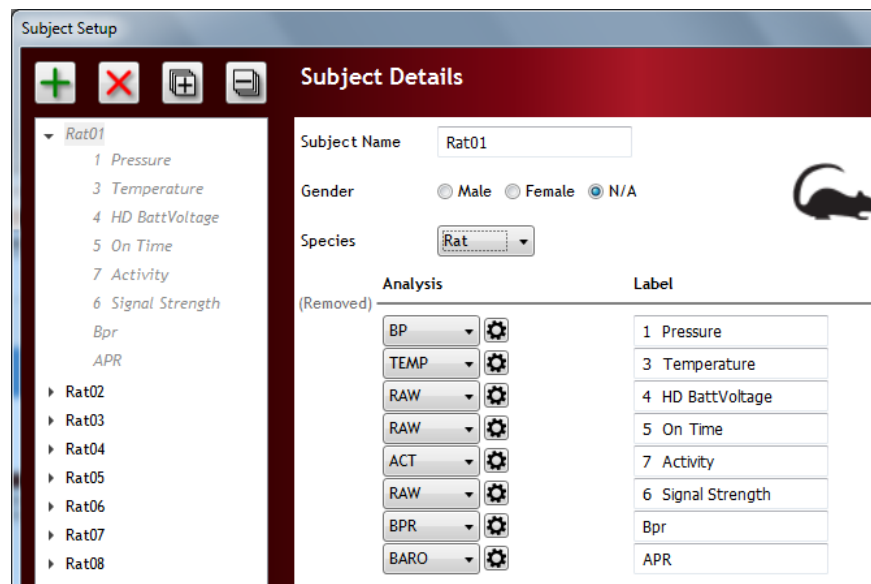 Subject Setup
Subject Details
Rat01
1 Pressure
3 Temperature
4 HD BattVoltage
5 On Time
7 Activity
6 Signal Strength
Bpr
APR
Rat02
Rat03
Rat04
Rat05
Rat06
Rat07
Rat08
Subject Name Rat01
Gender Male Female N/A
Species Rat
Analysis Label
(Removed)
BP 1 Pressure
TEMP 3 Temperature
RAW 4 HD BattVoltage
RAW 5 On Time
ACT 7 Activity
RAW 6 Signal Strength
BPR Bpr
BARO APR